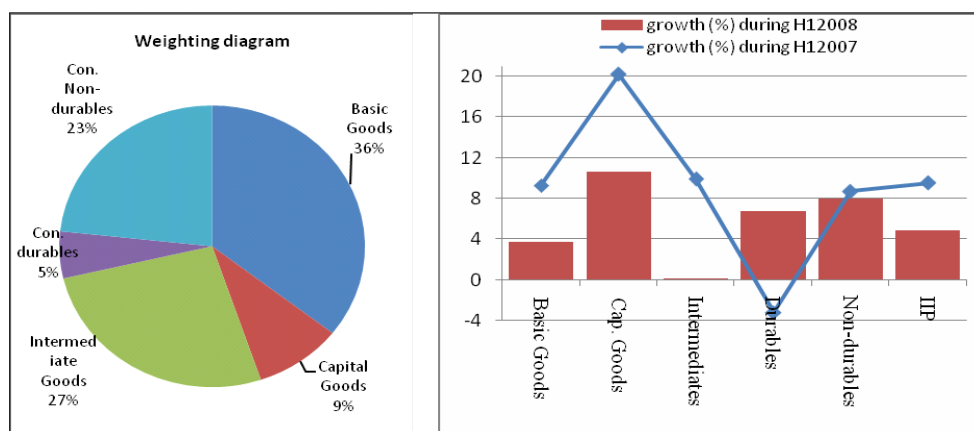 Weighting diagram
Con.
Non-
durables
23%
Basic
Goods
36%
Con.
durables
5%
Intermed
iate
Goods
27%
Capital
Goods
9%
growth (%) during H12008
growth (%) during H12007
20
16
12
8
4
0
-4
Basic Goods
Cap. Goods
Intermediates
Durables
Non-durables
IIP